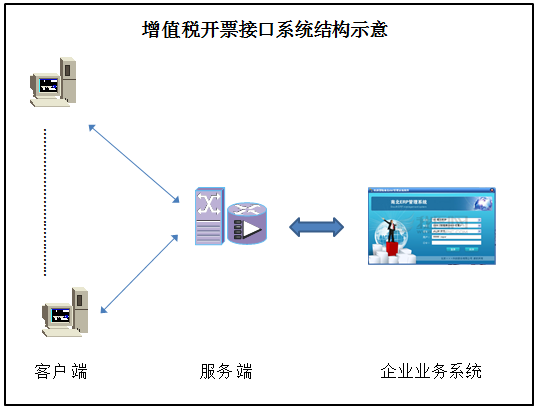 增值税开票接口系统结构示意
客户端
服务端
企业业务系统